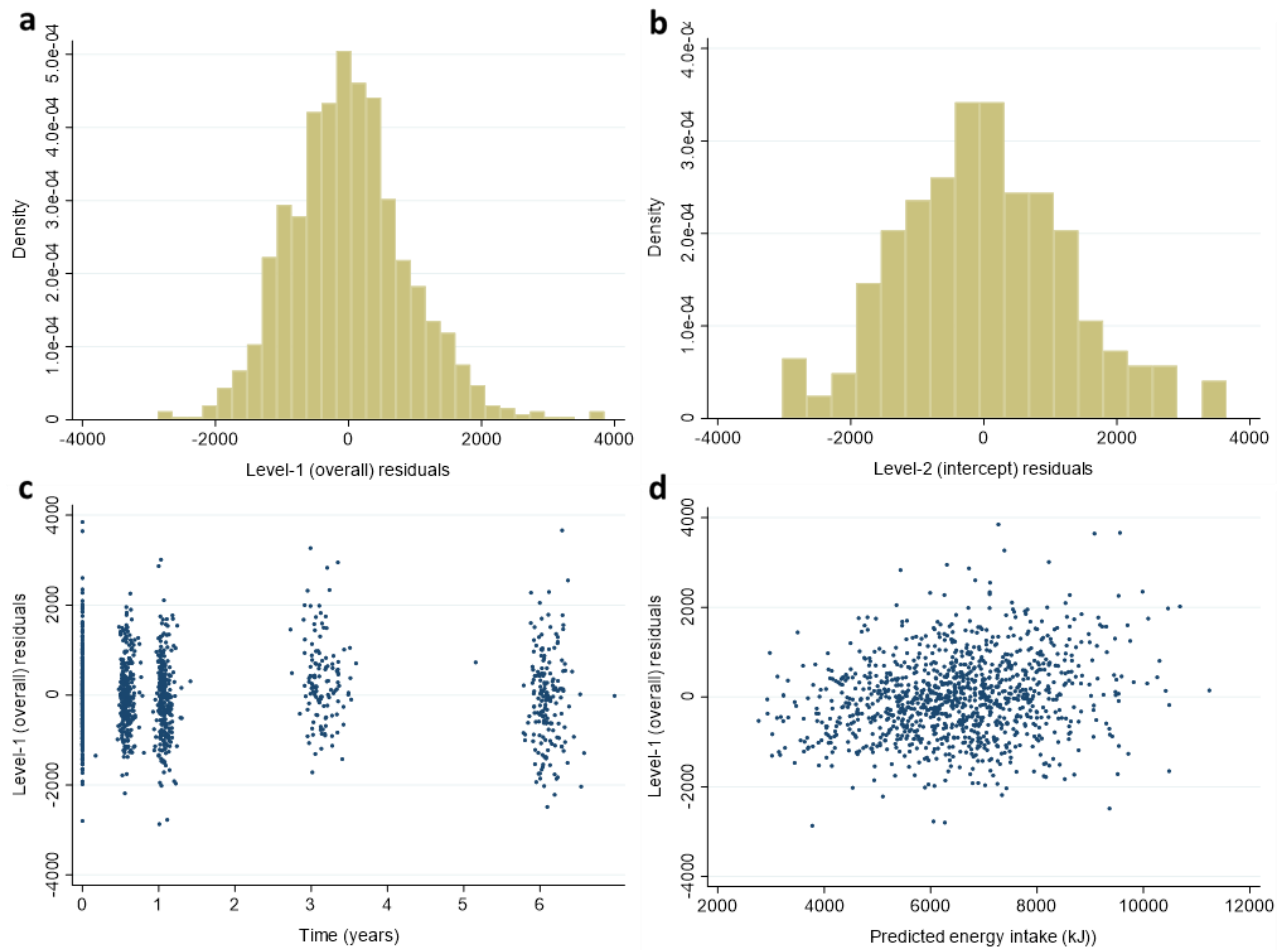 a
Density
0
1.0e-04
2.0e-04
3.0e-04
4.0e-04
5.0e-04
-4000
-2000
0
2000
4000
Level-1 (overall) residuals
b
Density
0
1.0e-04
2.0e-04
3.0e-04
4.0e-04
-4000
-2000
0
2000
4000
Level-2 (intercept) residuals
c
Level-1 (overall) residuals
-4000
-2000
0
2000
4000
0
1
2
3
4
5
6
Time (years)
d
Level-1 (overall) residuals
-4000
-2000
0
2000
4000
2000
4000
6000
8000
10000
12000
Predicted energy intake (kJ))